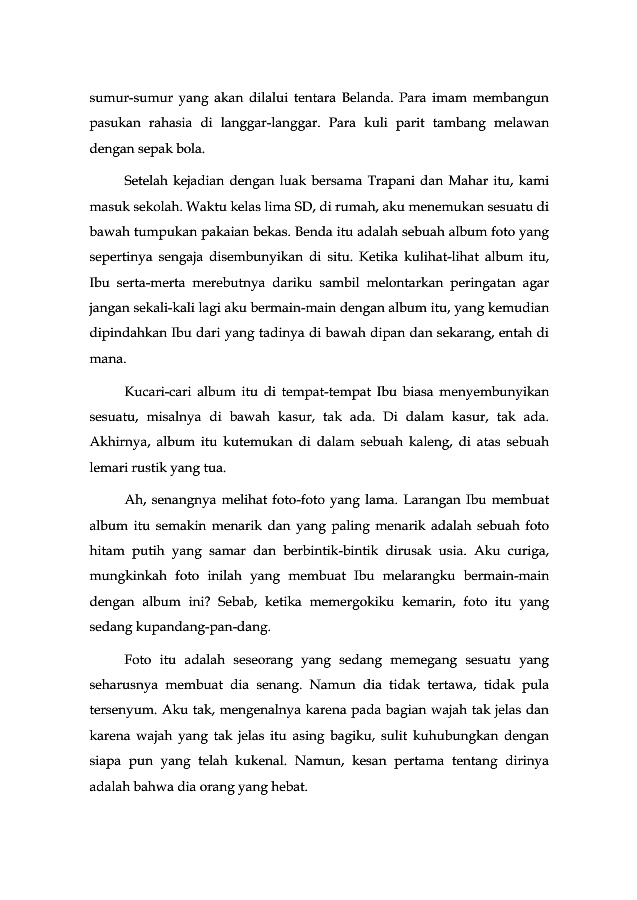 sumur-sumur yang akan dilalui tentara Belanda. Para imam membangun
pasukan rahasia di langgar-langgar. Para kuli parit tambang melawan
dengan sepak bola.
Setelah kejadian dengan luak bersama Trapani dan Mahar itu, kami
masuk sekolah. Waktu kelas lima SD, di rumah, aku menemukan sesuatu di
bawah tumpukan pakaian bekas. Benda itu adalah sebuah album foto yang
sepertinya sengaja disembunyikan di situ. Ketika kulihat-lihat album itu,
Ibu serta-merta merebutnya dariku sambil melontarkan peringatan agar
jangan sekali-kali lagi aku bermain-main dengan album itu, yang kemudian
dipindahkan Ibu dari yang tadinya di bawah dipan dan sekarang, entah di
mana.
Kucari-cari album itu di tempat-tempat Ibu biasa menyembunyikan
sesuatu, misalnya di bawah kasur, tak ada. Di dalam kasur, tak ada.
Akhirnya, album itu kutemukan di dalam sebuah kaleng, di atas sebuah
lemari rustik yang tua.
Ah, senangnya melihat foto-foto yang lama. Larangan Ibu membuat
album itu semakin menarik dan yang paling menarik adalah sebuah foto
hitam putih yang samar dan berbintik-bintik dirusak usia. Aku curiga,
mungkinkah foto inilah yang membuat Ibu melarangku bermain-main
dengan album ini? Sebab, ketika memergokiku kemarin, foto itu yang
sedang kupandang-pan-dang.
Foto itu adalah seseorang yang sedang memegang sesuatu yang
seharusnya membuat dia senang. Namun dia tidak tertawa, tidak pula
tersenyum. Aku tak, mengenalnya karena pada bagian wajah tak jelas dan
karena wajah yang tak jelas itu asing bagiku, sulit kuhubungkan dengan
siapa pun yang telah kukenal. Namun, kesan pertama tentang dirinya
adalah bahwa dia orang yang hebat.